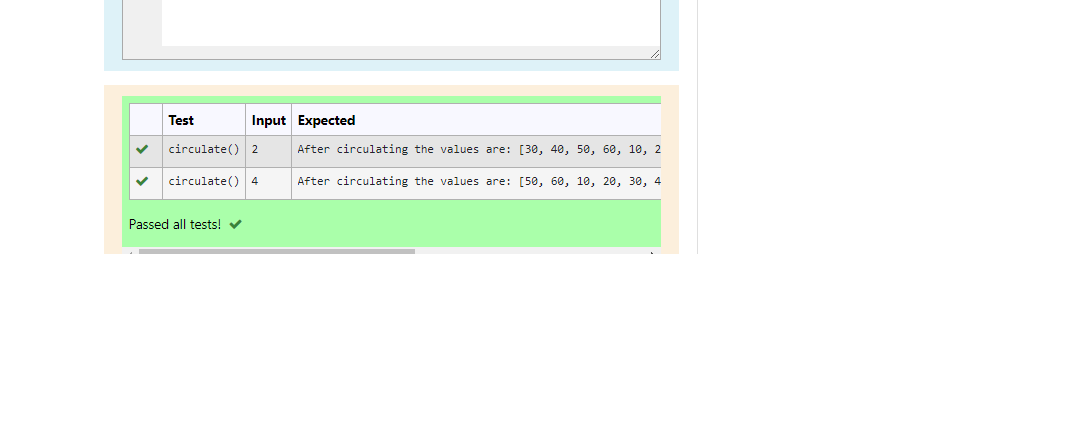 Test Input Expected
circulate() 2 After circulating the values are: [30, 40, 50, 60, 10, 2
circulate() 4 After circulating the values are: [50, 60, 10, 20, 30, 4
Passed all tests!